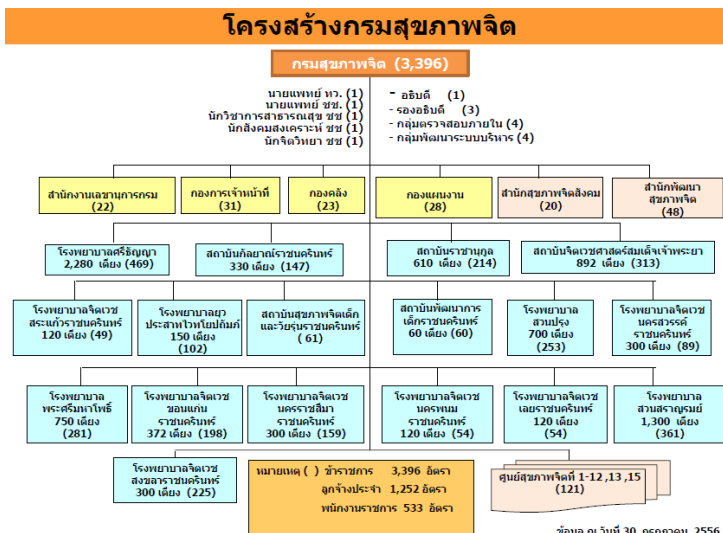 โครงสร้างกรมสุขภาพจิต
กรมสุขภาพจิต (3,396)
นายแพทย์ ทว. (1)
นายแพทย์ ชช. (1)
นักวิชาการสาธารณสุข ชช (1)
นักสังคมสงเคราะห์ ชช (1)
นักจิตวิทยา ชช (1)
- อธิบดี (1)
- รองอธิบดี (3)
- กลุ่มตรวจสอบภายใน (4)
- กลุ่มพัฒนาระบบบริหาร (4)
สำนักงานเลขานุการกรม
(22)
กองการเจ้าหน้าที่
(31)
กองคลัง
(23)
กองแผนงาน
(28)
สำนักสุขภาพจิตสังคม
(20)
สำนักพัฒนา
สุขภาพจิต
(48)
โรงพยาบาลศรีธัญญา
2,280 เตียง (469)
สถาบันกัลยาณ์ราชนครินทร์
330 เตียง (147)
สถาบันราชานุกูล
610 เตียง (214)
สถาบันจิตเวชศาสตร์สมเด็จเจ้าพระยา
892 เตียง (313)
โรงพยาบาลจิตเวช
สระแก้วราชนครินทร์
120 เตียง (49)
โรงพยาบาลยุว
ประสาทไวทโยปถัมภ์
150 เตียง
(102)
สถาบันสุขภาพจิตเด็ก
และวัยรุ่นราชนครินทร์
( 61)
สถาบันพัฒนาการ
เด็กราชนครินทร์
60 เตียง (60)
โรงพยาบาล
สวนปรุง
700 เตียง
(253)
โรงพยาบาลจิตเวช
นครสวรรค์
ราชนครินทร์
300 เตียง (89)
โรงพยาบาล
พระศรีมหาโพธิ์
750 เตียง
(281)
โรงพยาบาลจิตเวช
ขอนแก่น
ราชนครินทร์
372 เตียง (198)
โรงพยาบาลจิตเวช
นครราชสีมา
ราชนครินทร์
300 เตียง (159)
โรงพยาบาลจิตเวช
นครพนม
ราชนครินทร์
120 เตียง (54)
โรงพยาบาลจิตเวช
เลยราชนครินทร์
120 เตียง
(54)
โรงพยาบาล
สวนสราญรมย์
1,300 เตียง
(361)
โรงพยาบาลจิตเวช
สงขลาราชนครินทร์
300 เตียง (225)
หมายเหตุ ( ) ข้าราชการ 3,396 อัตรา
ลูกจ้างประจำ 1,252 อัตรา
พนักงานราชการ 533 อัตรา
ศูนย์สุขภาพจิตที่ 1-12 ,13 ,15
(121)
ข้อมูล ณ วันที่ 30 กรกฎาคม 2556